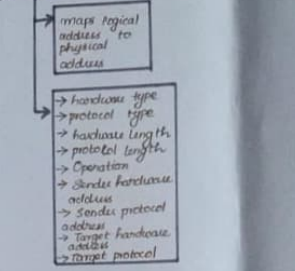 maps logical
address to
physical
address
→ hardware type
→ protocol type
→ hardware length
→ protocol length
→ Operation
→ Sender hardware
address
→ Sender protocol
address
→ Target hardware
address
→ Target protocol